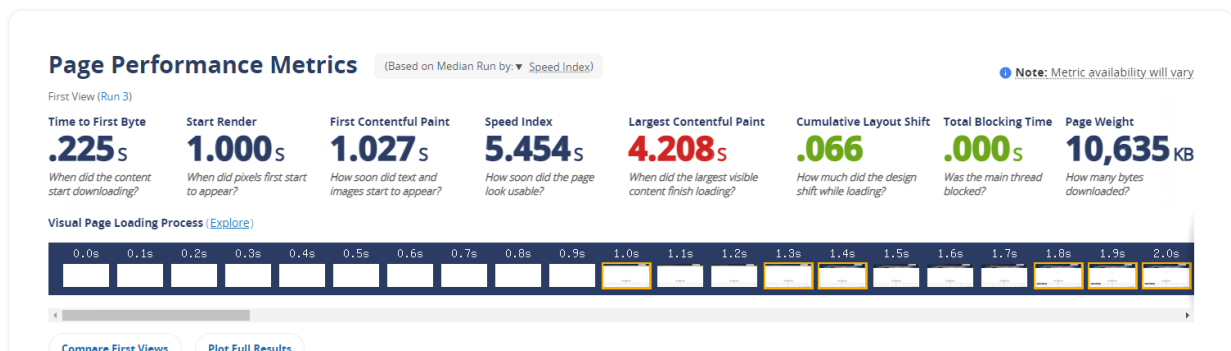 Page Performance Metrics (Based on Median Run by: ▼ Speed Index)
Note: Metric availability will vary
First View (Run 3)
Time to First Byte
.225 s
When did the content
start downloading?
Start Render
1.000 s
When did pixels first start
to appear?
First Contentful Paint
1.027 s
How soon did text and
images start to appear?
Speed Index
5.454 s
How soon did the page
look usable?
Largest Contentful Paint
4.208 s
When did the largest visible
content finish loading?
Cumulative Layout Shift
.066
How much did the design
shift while loading?
Total Blocking Time
.000 s
Was the main thread
blocked?
Page Weight
10,635 KB
How many bytes
downloaded?
Visual Page Loading Process (Explore)
0.0s 0.1s 0.2s 0.3s 0.4s 0.5s 0.6s 0.7s 0.8s 0.9s 1.0s 1.1s 1.2s 1.3s 1.4s 1.5s 1.6s 1.7s 1.8s 1.9s 2.0s
Compare First Views Plot Full Results